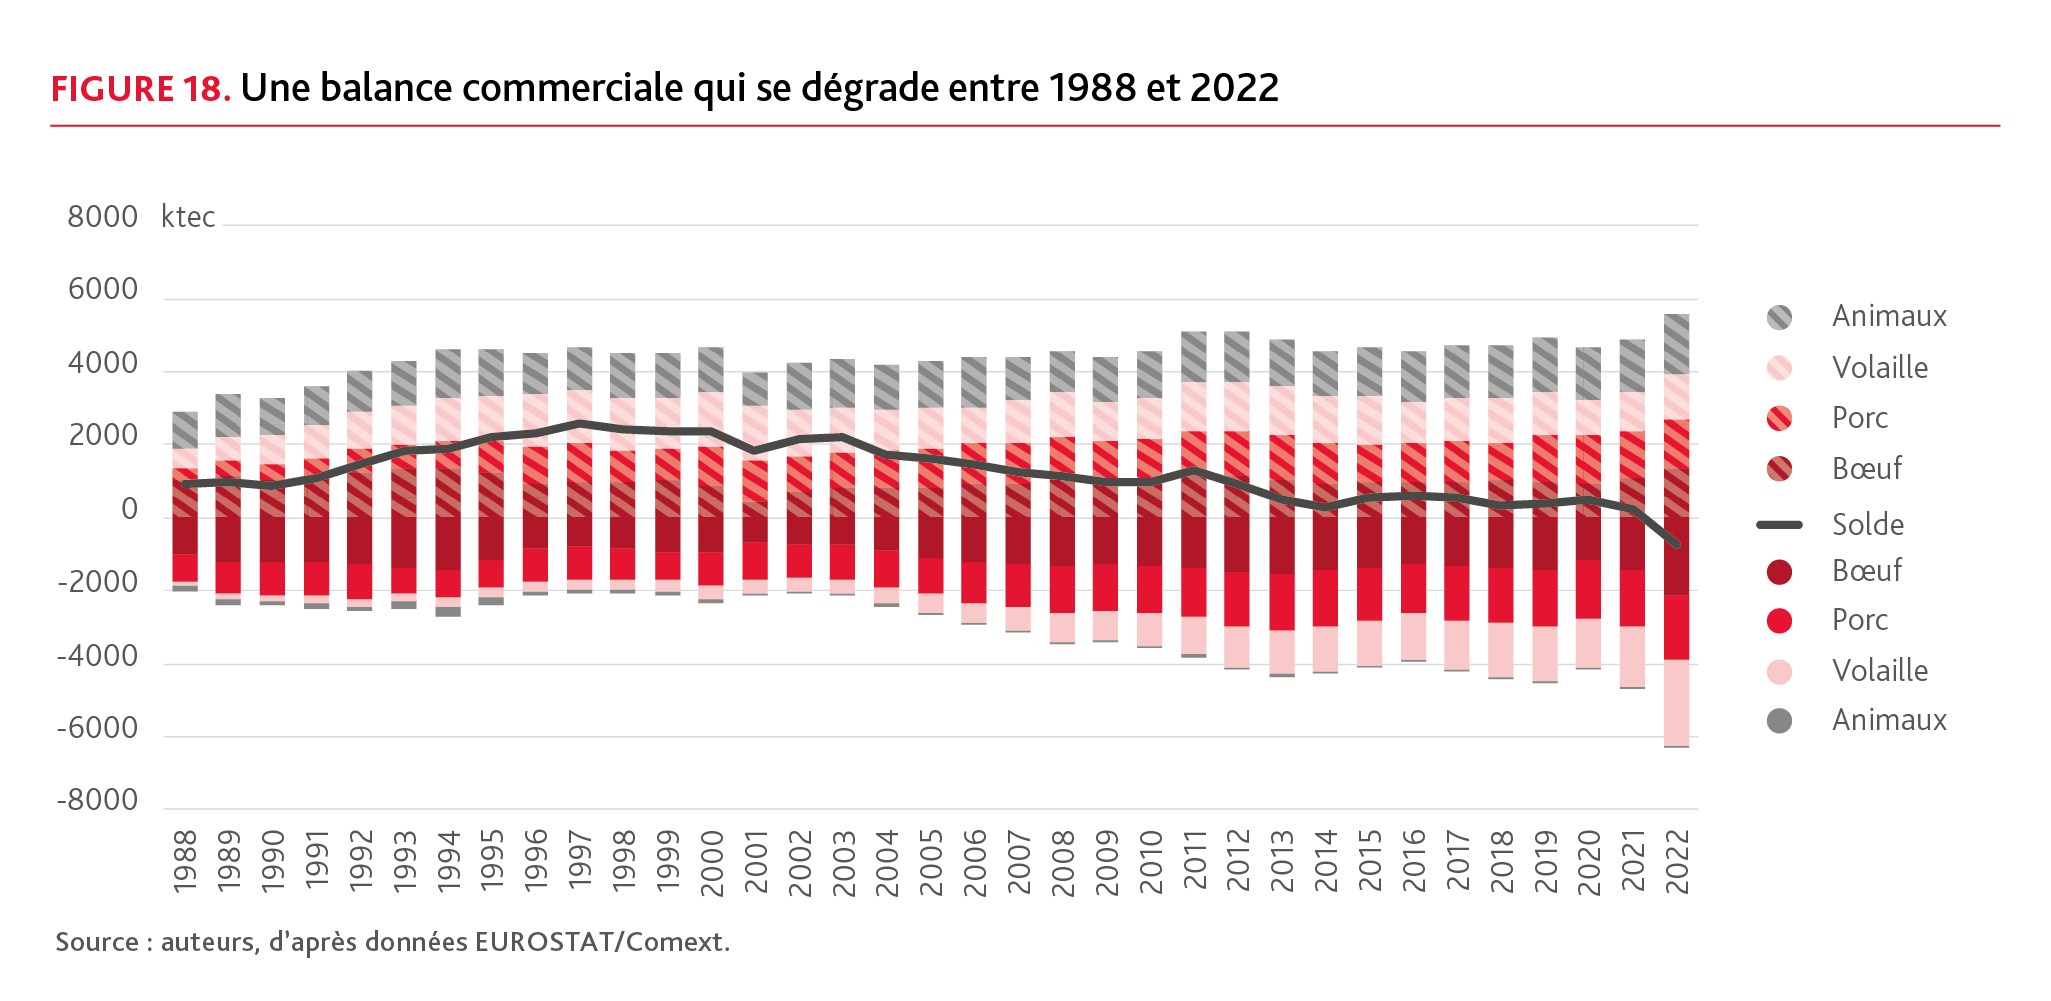 FIGURE 18. Une balance commerciale qui se dégrade entre 1988 et 2022
8000 ktec
6000
4000
2000
0
-2000
-4000
-6000
-8000
1988 1989 1990 1991 1992 1993 1994 1995 1996 1997 1998 1999 2000 2001 2002 2003 2004 2005 2006 2007 2008 2009 2010 2011 2012 2013 2014 2015 2016 2017 2018 2019 2020 2021 2022
Animaux
Volaille
Porc
Bœuf
Solde
Bœuf
Porc
Volaille
Animaux
Source : auteurs, d’après données EUROSTAT/Comext.